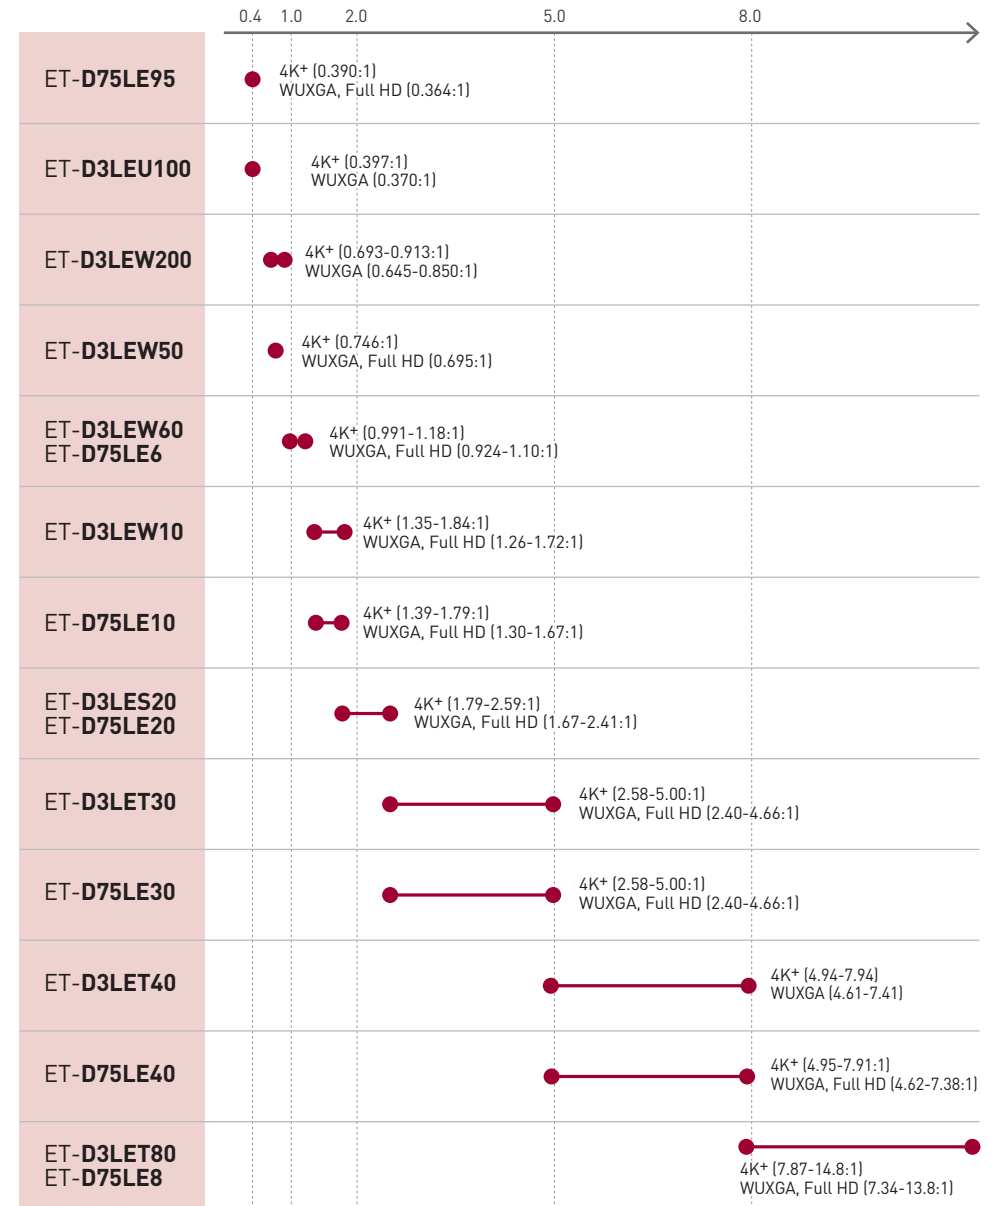 0.4 1.0 2.0 5.0 8.0
ET-D75LE95
4K+ (0.390:1)
WUXGA, Full HD (0.364:1)
ET-D3LEU100
4K+ (0.397:1)
WUXGA (0.370:1)
ET-D3LEW200
4K+ (0.693-0.913:1)
WUXGA (0.645-0.850:1)
ET-D3LEW50
4K+ (0.746:1)
WUXGA, Full HD (0.695:1)
ET-D3LEW60
ET-D75LE6
4K+ (0.991-1.18:1)
WUXGA, Full HD (0.924-1.10:1)
ET-D3LEW10
4K+ (1.35-1.84:1)
WUXGA, Full HD (1.26-1.72:1)
ET-D75LE10
4K+ (1.39-1.79:1)
WUXGA, Full HD (1.30-1.67:1)
ET-D3LES20
ET-D75LE20
4K+ (1.79-2.59:1)
WUXGA, Full HD (1.67-2.41:1)
ET-D3LET30
4K+ (2.58-5.00:1)
WUXGA, Full HD (2.40-4.66:1)
ET-D75LE30
4K+ (2.58-5.00:1)
WUXGA, Full HD (2.40-4.66:1)
ET-D3LET40
4K+ (4.94-7.94)
WUXGA (4.61-7.41)
ET-D75LE40
4K+ (4.95-7.91:1)
WUXGA, Full HD (4.62-7.38:1)
ET-D3LET80
ET-D75LE8
4K+ (7.87-14.8:1)
WUXGA, Full HD (7.34-13.8:1)